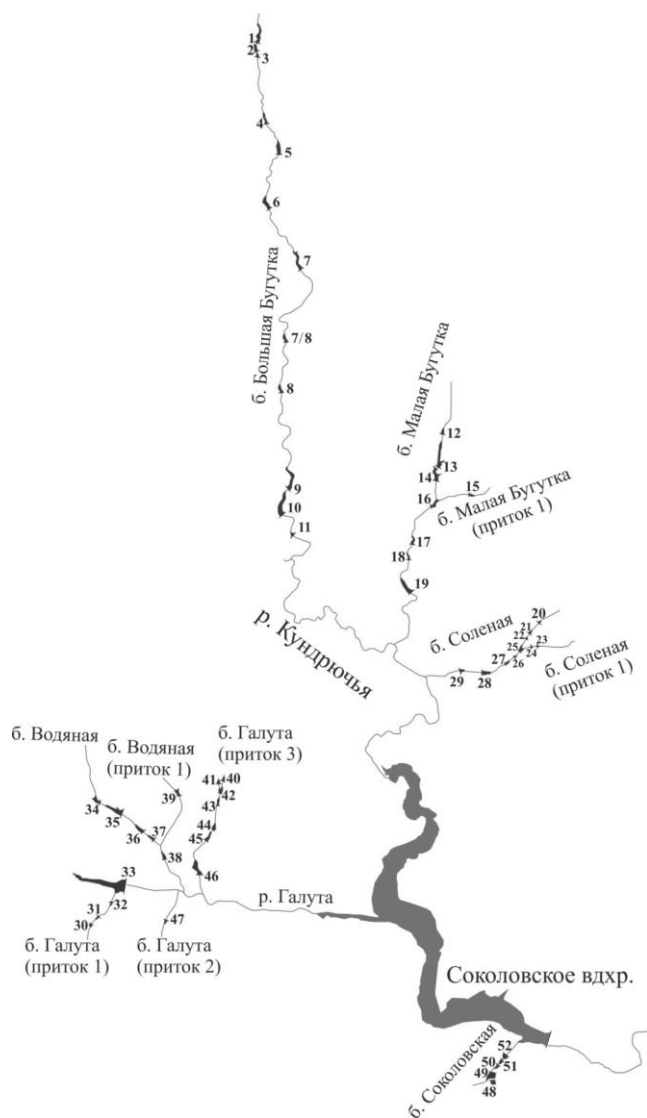 1
2
3
4
5
6
7
б. Большая Бугутка
7/8
8
9
10
11
б. Малая Бугутка
12
13
14
15
16
б. Малая Бугутка
(приток 1)
17
18
19
р. Кундрючья
б. Соленая
20
21
22
23
24
25
26
27
28
29
б. Соленая
(приток 1)
б. Водяная
б. Водяная
(приток 1)
б. Галута
(приток 3)
34
35
36
37
38
39
41
40
42
43
44
45
46
33
32
31
30
47
б. Галута
(приток 1)
б. Галута
(приток 2)
р. Галута
Соколовское вдхр.
б. Соколовская
52
50
51
49
48